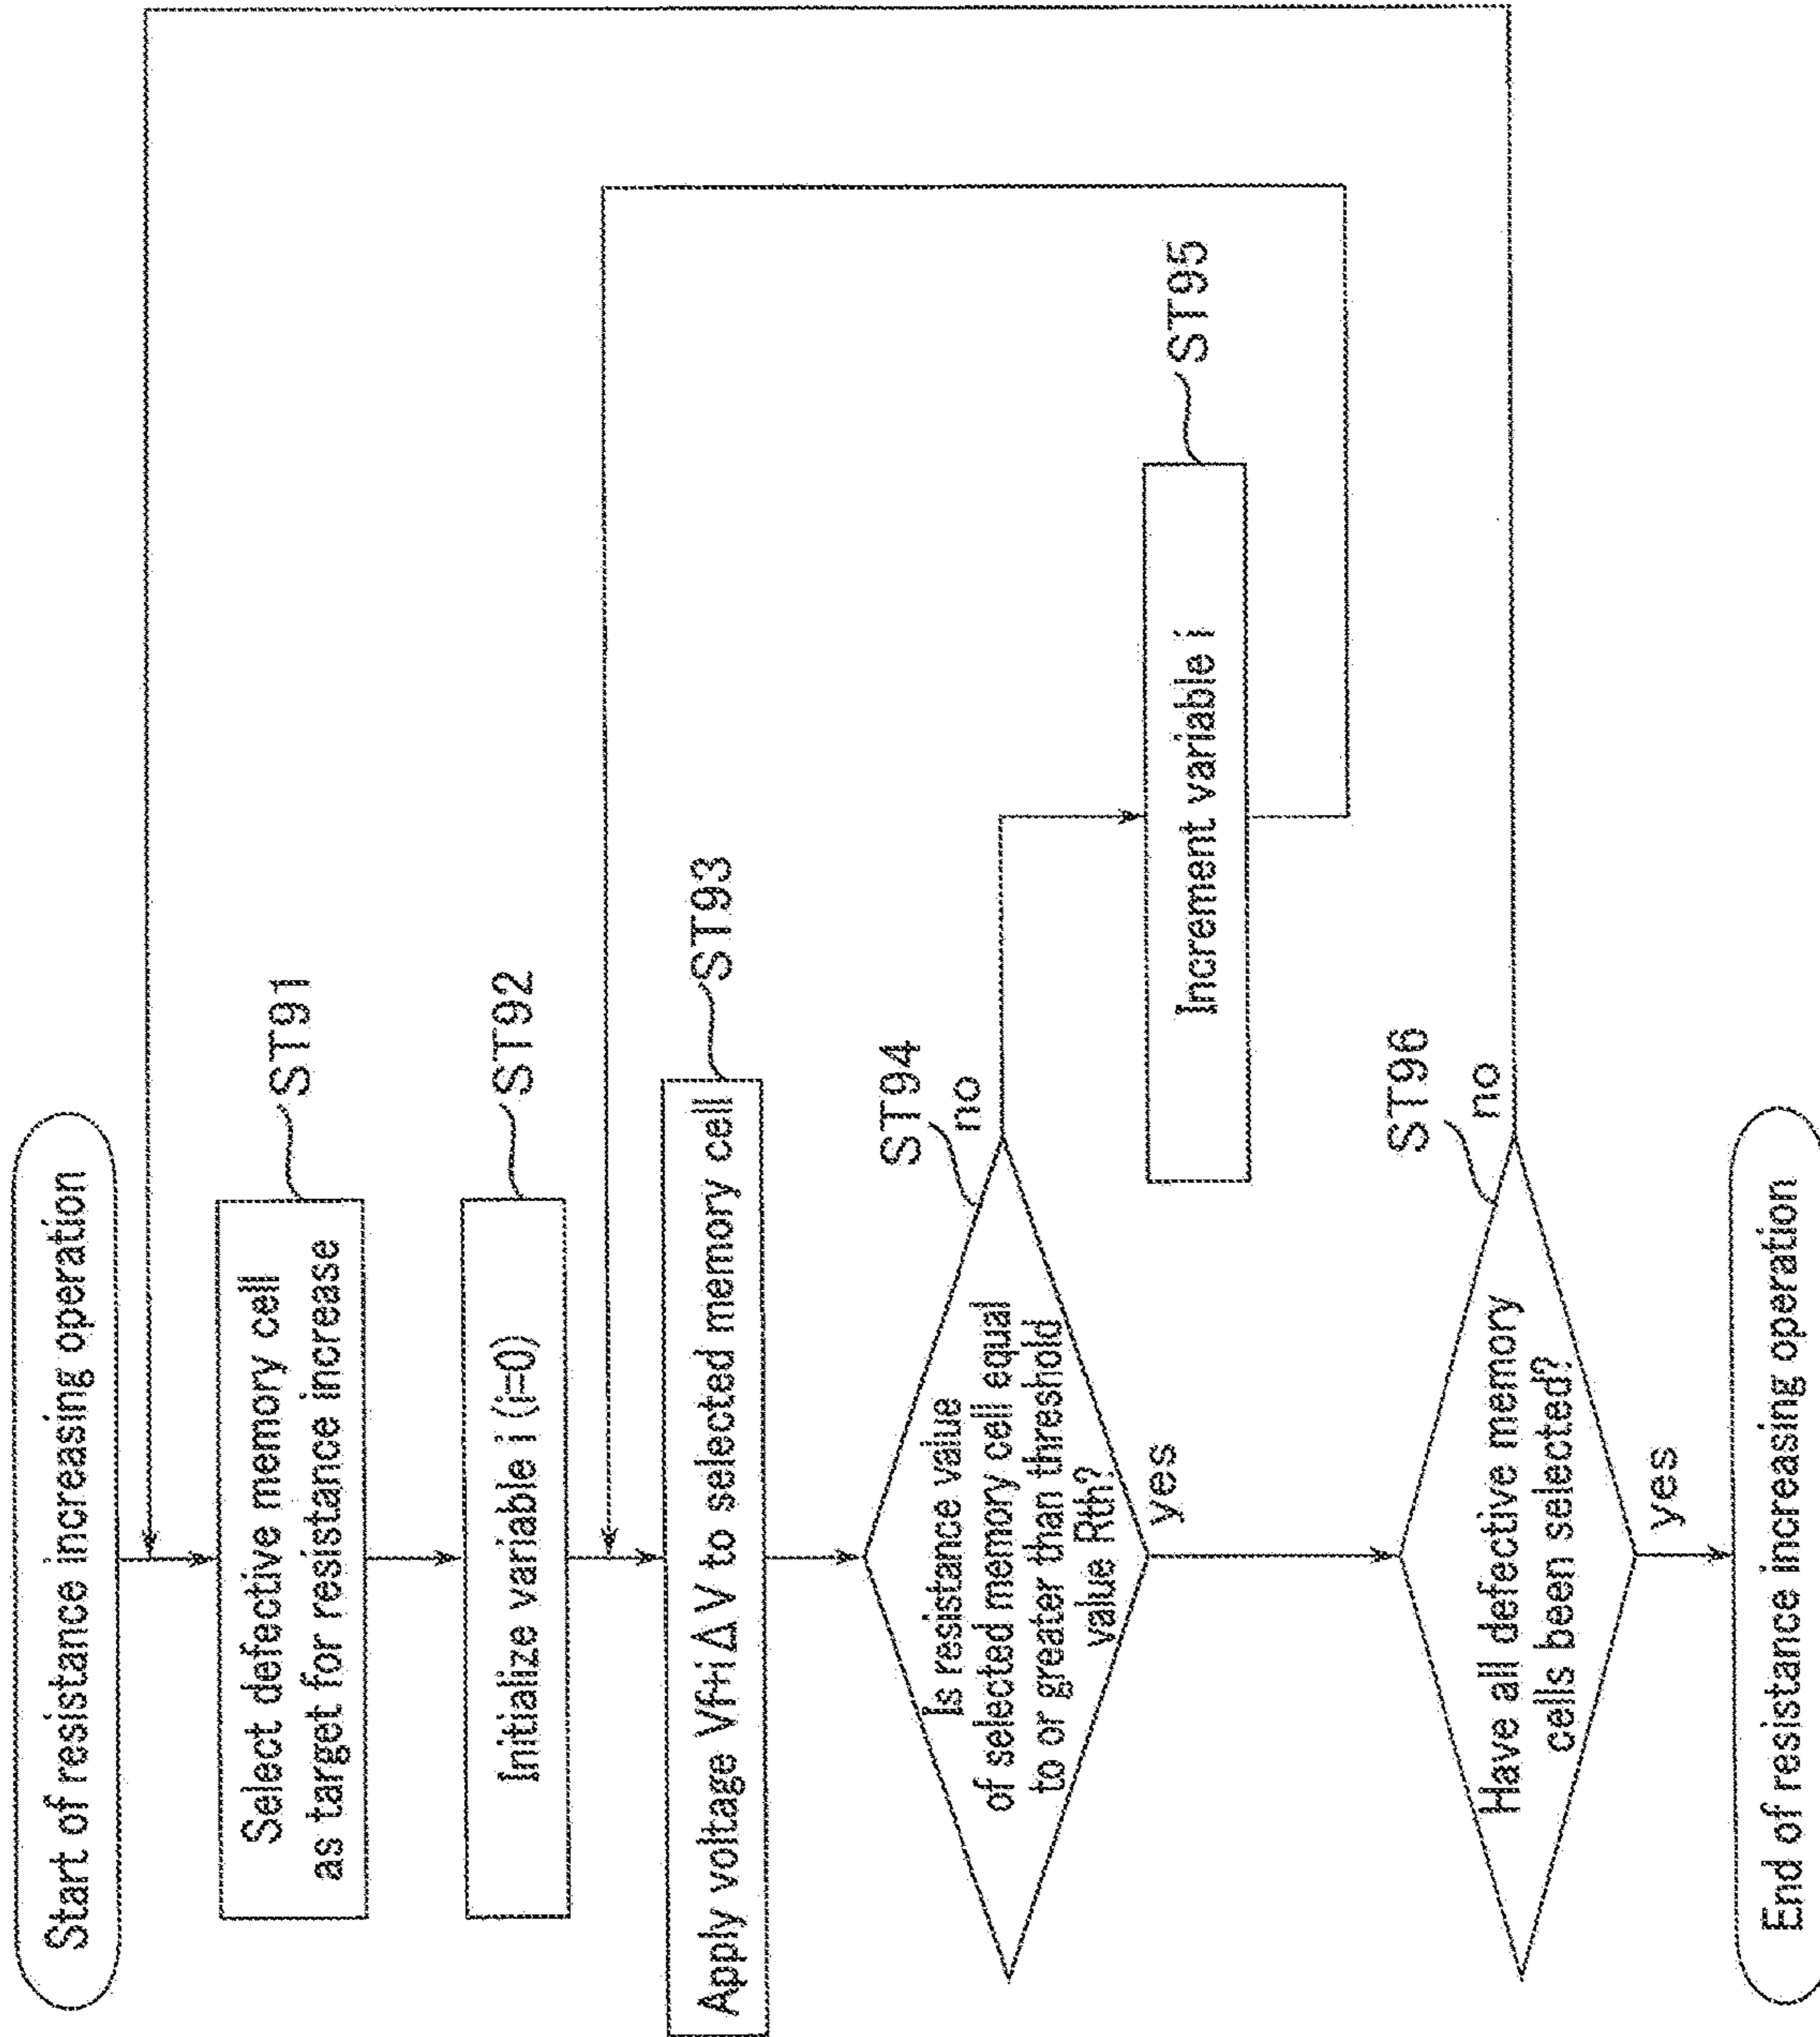 Start of resistance increasing operation
Select defective memory cell
as target for resistance increase
ST91
Initialize variable i (i=0)
ST92
Apply voltage Vf+iΔV to selected memory cell
ST93
Is resistance value
of selected memory cell equal
to or greater than threshold
value Rth?
ST94
no
yes
Increment variable i
ST95
Have all defective memory
cells been selected?
ST96
no
yes
End of resistance increasing operation